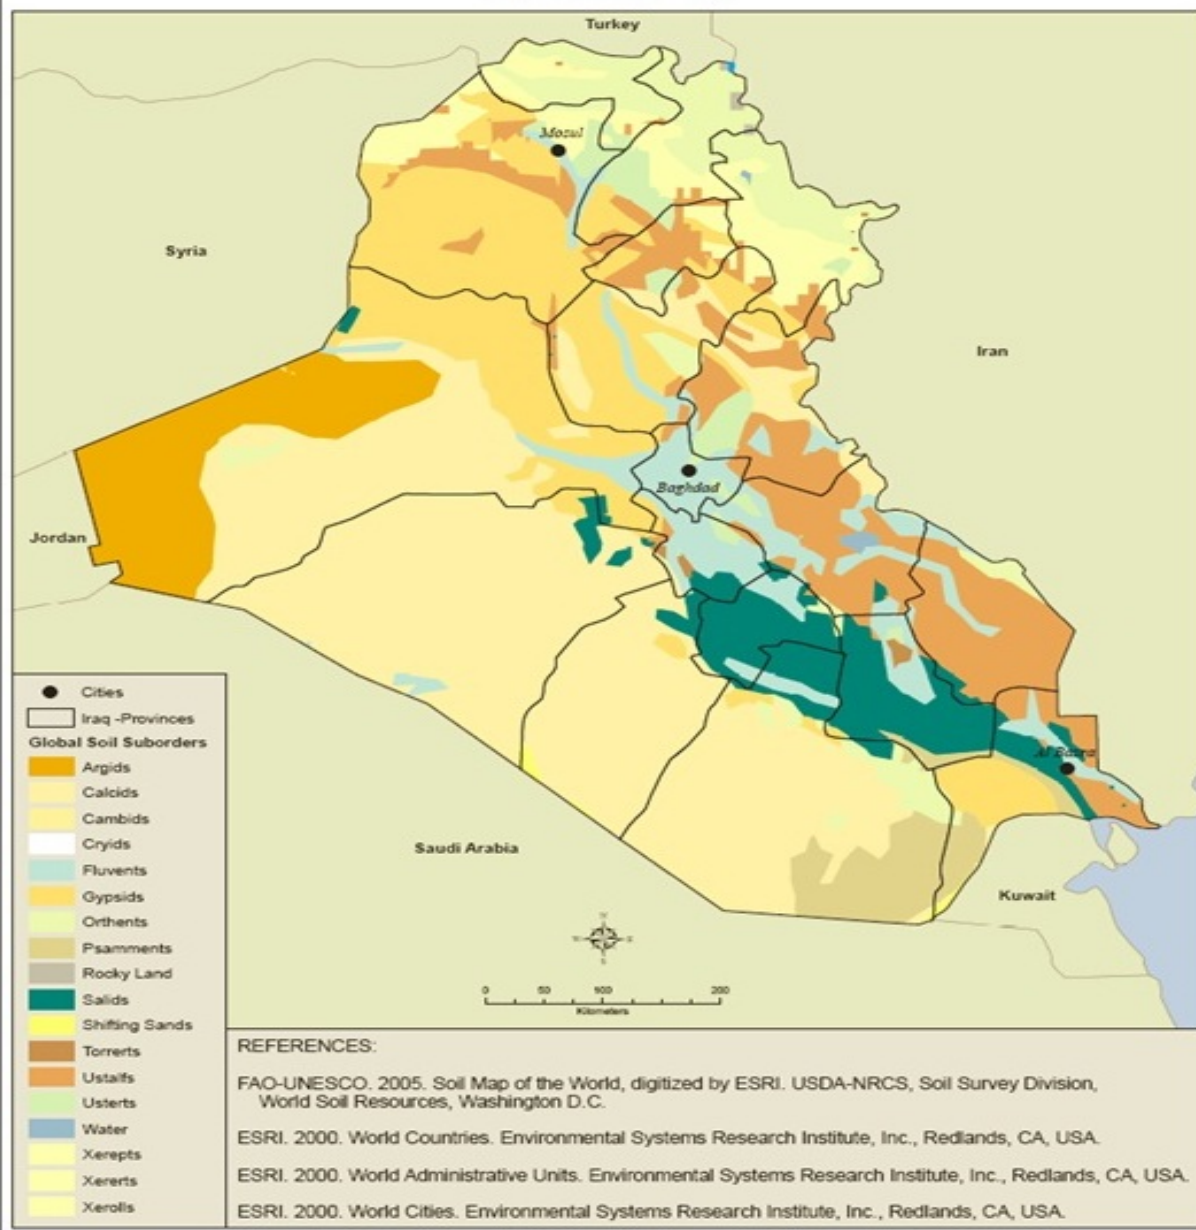 Turkey
Mosul
Syria
Iran
Baghdad
Jordan
Al Basra
Saudi Arabia
Kuwait
N
W E
S
0 50 100 200
Kilometers
Cities
Iraq -Provinces
Global Soil Suborders
Argids
Calcids
Cambids
Cryids
Fluvents
Gypsids
Orthents
Psamments
Rocky Land
Salids
Shifting Sands
Torrerts
Ustalfs
Usterts
Water
Xerepts
Xererts
Xerolls
REFERENCES:
FAO-UNESCO. 2005. Soil Map of the World, digitized by ESRI. USDA-NRCS, Soil Survey Division,
World Soil Resources, Washington D.C.
ESRI. 2000. World Countries. Environmental Systems Research Institute, Inc., Redlands, CA, USA.
ESRI. 2000. World Administrative Units. Environmental Systems Research Institute, Inc., Redlands, CA, USA.
ESRI. 2000. World Cities. Environmental Systems Research Institute, Inc., Redlands, CA, USA.